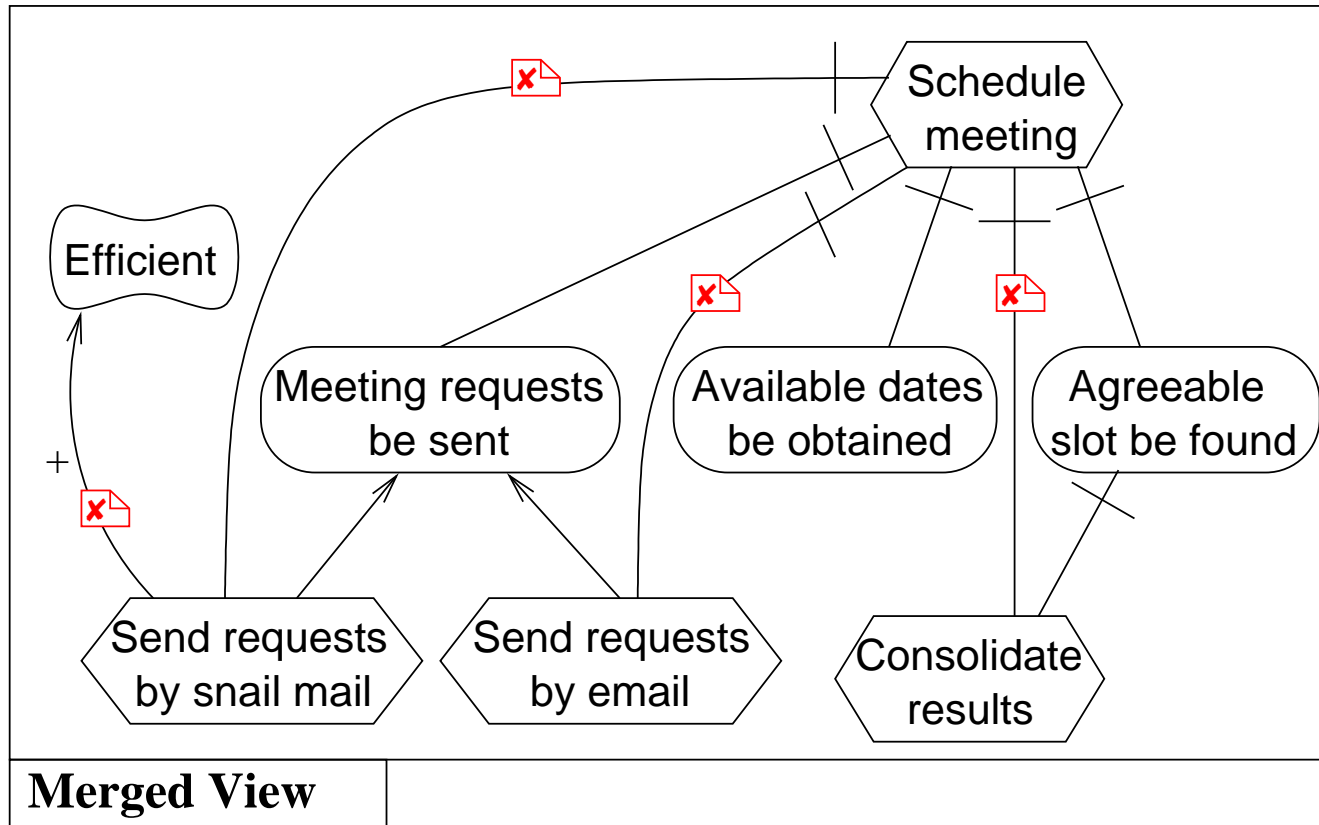 Schedule
meeting
Efficient
Meeting requests
be sent
Available dates
be obtained
Agreeable
slot be found
+
Send requests
by snail mail
Send requests
by email
Consolidate
results
Merged View